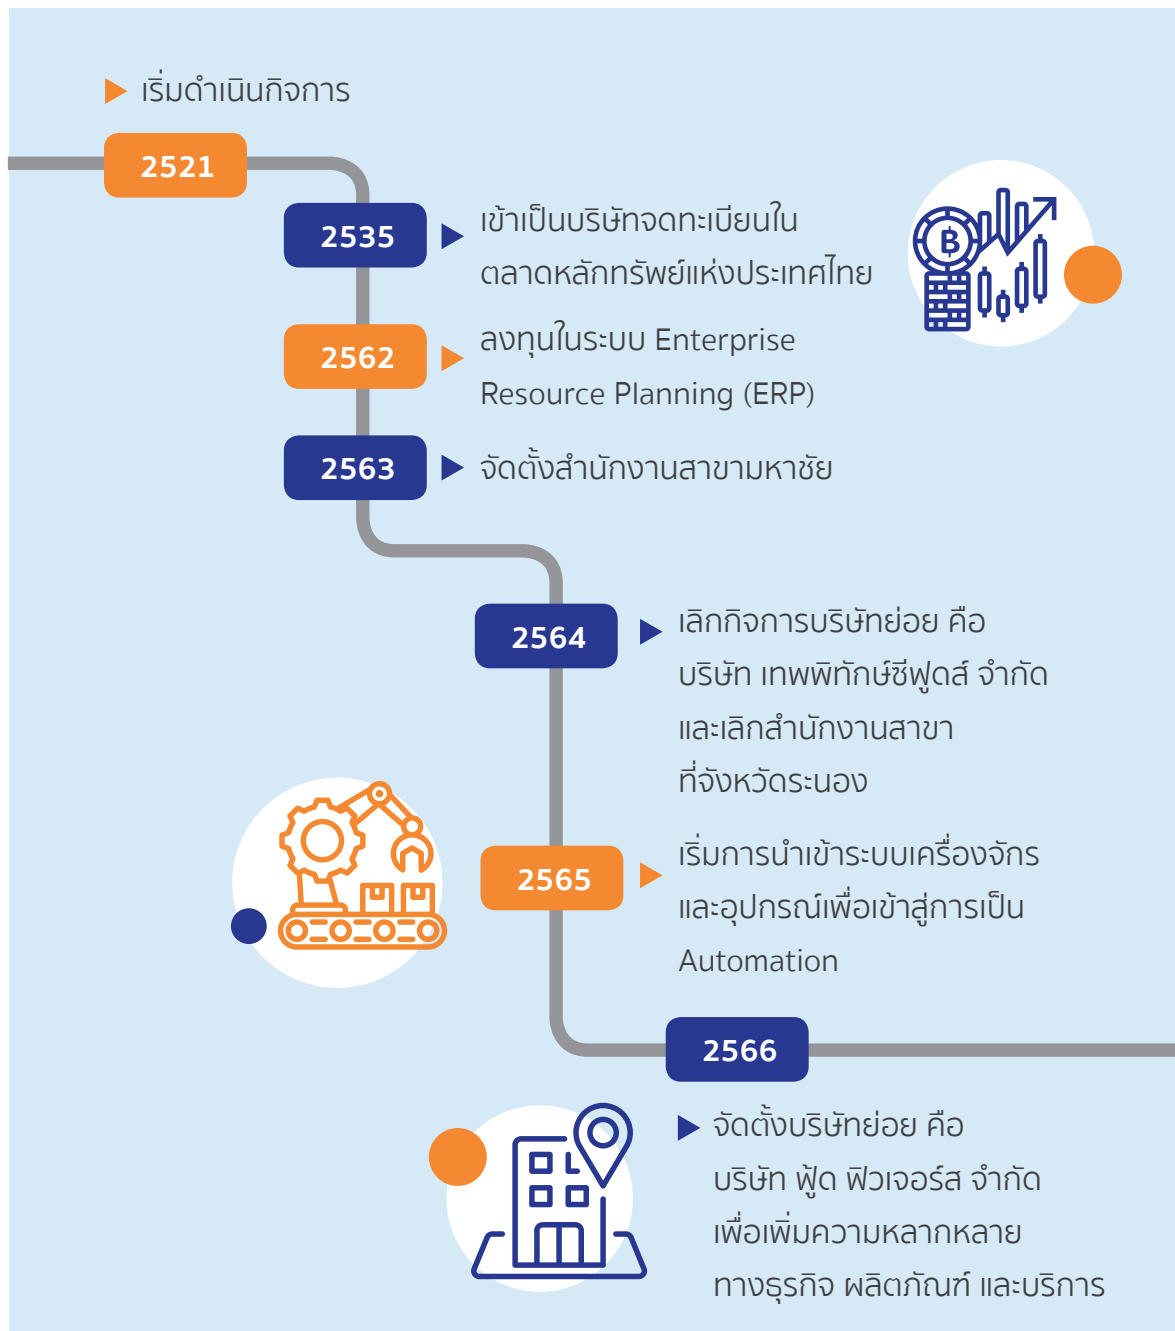 เริ่มดำเนินกิจการ
2521
2535
เข้าเป็นบริษัทจดทะเบียนใน
ตลาดหลักทรัพย์แห่งประเทศไทย
฿
2562
ลงทุนในระบบ Enterprise
Resource Planning (ERP)
2563
จัดตั้งสำนักงานสาขามหาชัย
2564
เลิกกิจการบริษัทย่อย คือ
บริษัท เทพพิทักษ์ซีฟูดส์ จำกัด
และเลิกสำนักงานสาขา
ที่จังหวัดระนอง
2565
เริ่มการนำเข้าระบบเครื่องจักร
และอุปกรณ์เพื่อเข้าสู่การเป็น
Automation
2566
จัดตั้งบริษัทย่อย คือ
บริษัท ฟู้ด ฟิวเจอร์ส จำกัด
เพื่อเพิ่มความหลากหลาย
ทางธุรกิจ ผลิตภัณฑ์ และบริการ